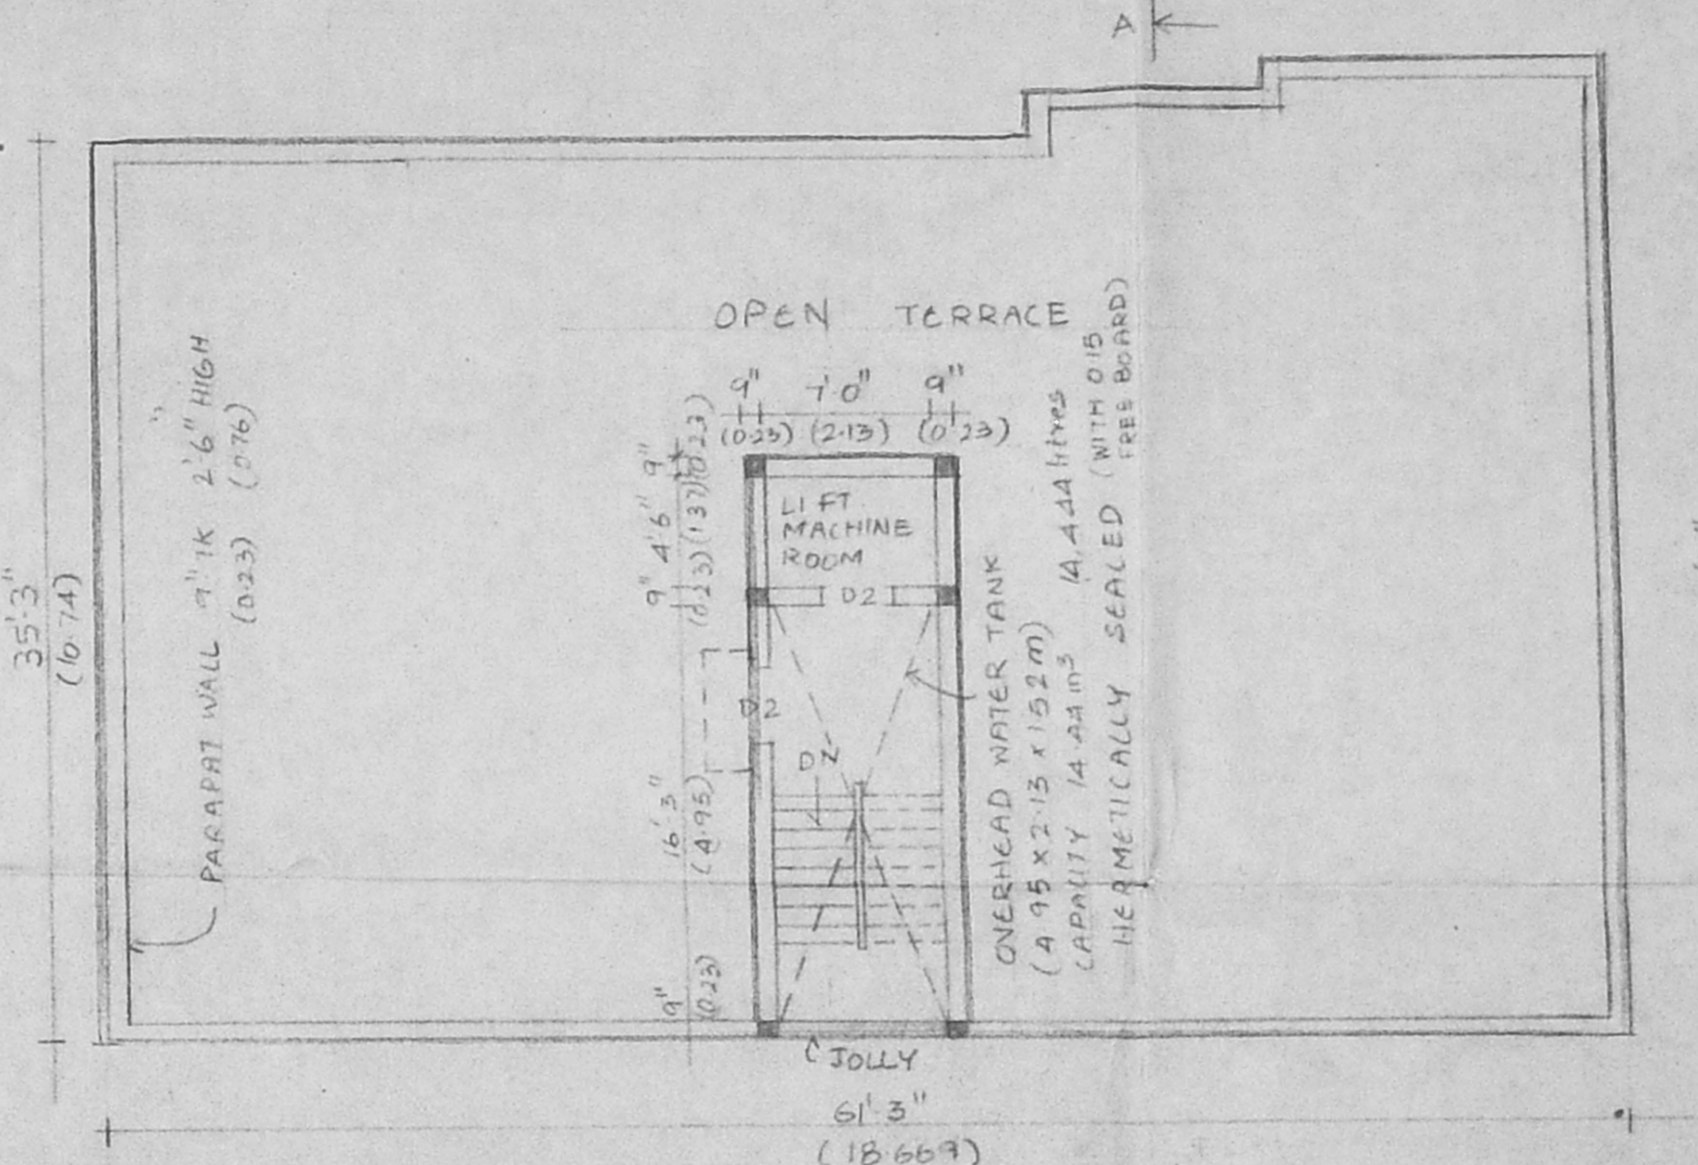 A
OPEN TERRACE
9" 7'0" 9"
(0.23) (2.13) (0.23)
LIFT
MACHINE
ROOM
D2
D2
D2
9"
(0.23)
4'6"
(1.37)
9"
(0.23)
16'.3"
(4.95)
9"
(0.23)
PARAPAT WALL 9" TK 2'6" HIGH
(0.23) (0.76)
OVERHEAD WATER TANK
(4.95 x 2.13 x 1.52m)
CAPACITY 14.44 m3 14,444 litres
HERMETICALLY SEALED (WITH 0.15
FREE BOARD)
35'.3"
(10.74)
JOLLY
61'.3"
(18.669)